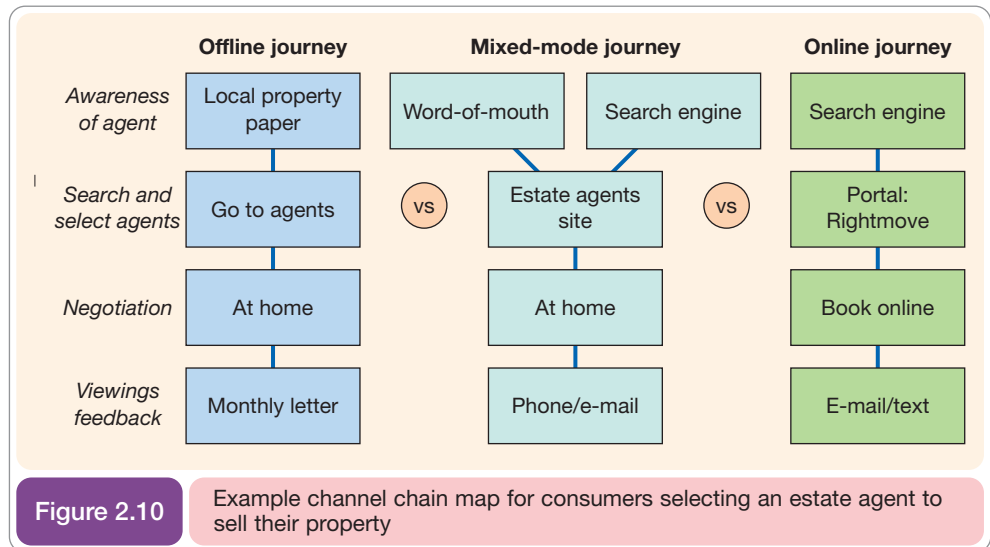 Offline journey
Mixed-mode journey
Online journey
Awareness
of agent
Local property
paper
Word-of-mouth
Search engine
Search engine
Search and
select agents
Go to agents
vs
Estate agents
site
vs
Portal:
Rightmove
Negotiation
At home
At home
Book online
Viewings
feedback
Monthly letter
Phone/e-mail
E-mail/text
Figure 2.10
Example channel chain map for consumers selecting an estate agent to
sell their property